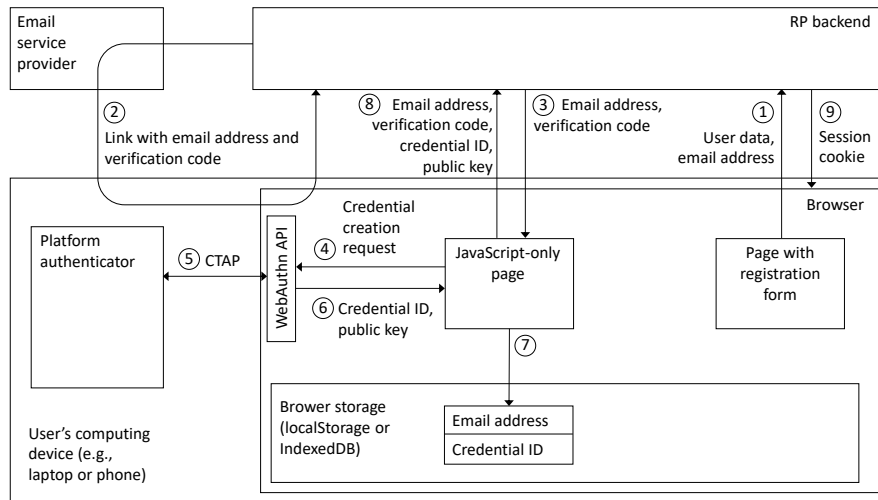 Email
service
provider
RP backend
2
Link with email address and
verification code
8
Email address,
verification code,
credential ID,
public key
3
Email address,
verification code
1
User data,
email address
9
Session
cookie
Browser
Platform
authenticator
5
CTAP
WebAuthn API
Credential
creation
request
4
6
Credential ID,
public key
JavaScript-only
page
Page with
registration
form
7
Brower storage
(localStorage or
IndexedDB)
Email address
Credential ID
User’s computing
device (e.g.,
laptop or phone)